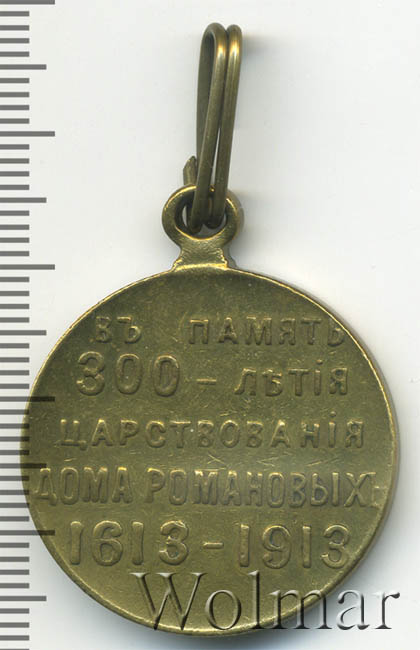 ВЪ ПАМЯТЬ
300 - ЛѢТІЯ
ЦАРСТВОВАНІЯ
ДОМА РОМАНОВЫХЪ
1613 - 1913
Wolmar